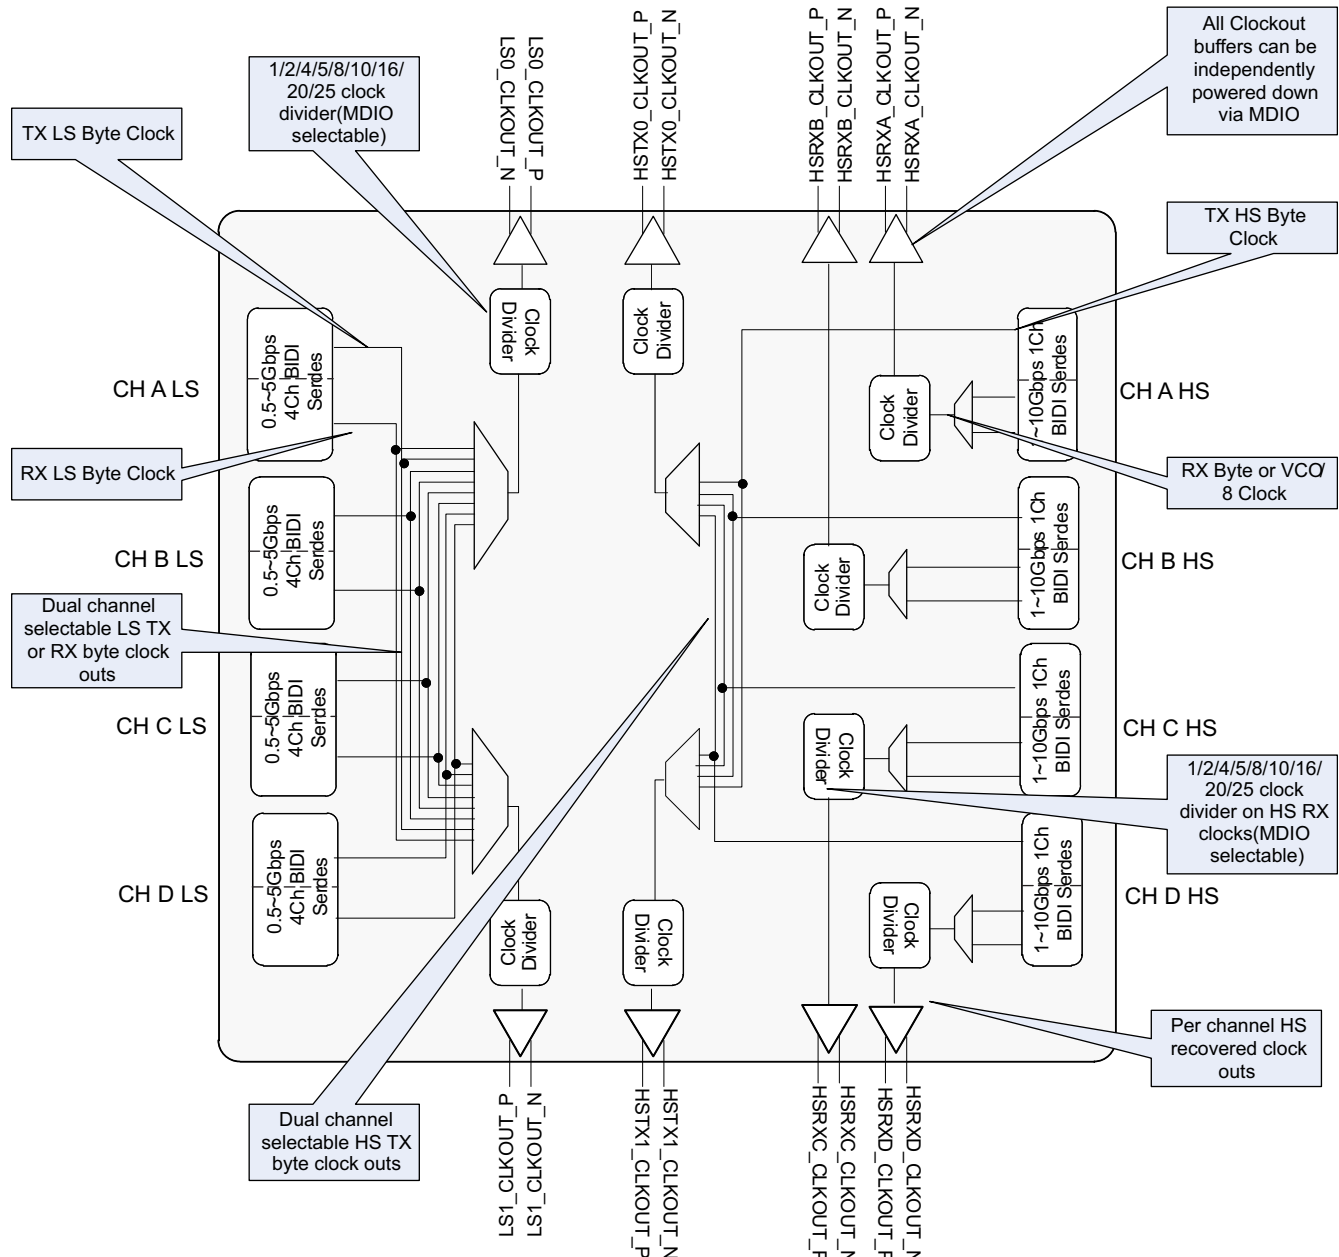 LS0_CLKOUT_N
LS0_CLKOUT_P
HSTX0_CLKOUT_P
HSTX0_CLKOUT_N
HSRXB_CLKOUT_P
HSRXB_CLKOUT_N
HSRXA_CLKOUT_P
HSRXA_CLKOUT_N
All Clockout
buffers can be
independently
powered down
via MDIO
1/2/4/5/8/10/16/
20/25 clock
divider(MDIO
selectable)
TX LS Byte Clock
TX HS Byte
Clock
Clock
Divider
Clock
Divider
0.5~5Gbps
4Ch BIDI
Serdes
CH A LS
Clock
Divider
1~10Gbps 1Ch
BIDI Serdes
CH A HS
RX LS Byte Clock
RX Byte or VCO/
8 Clock
0.5~5Gbps
4Ch BIDI
Serdes
CH B LS
Clock
Divider
1~10Gbps 1Ch
BIDI Serdes
CH B HS
Dual channel
selectable LS TX
or RX byte clock
outs
0.5~5Gbps
4Ch BIDI
Serdes
CH C LS
Clock
Divider
1~10Gbps 1Ch
BIDI Serdes
CH C HS
1/2/4/5/8/10/16/
20/25 clock
divider on HS RX
clocks(MDIO
selectable)
0.5~5Gbps
4Ch BIDI
Serdes
CH D LS
Clock
Divider
Clock
Divider
Clock
Divider
1~10Gbps 1Ch
BIDI Serdes
CH D HS
Per channel HS
recovered clock
outs
Dual channel
selectable HS TX
byte clock outs
LS1_CLKOUT_P
LS1_CLKOUT_N
HSTX1_CLKOUT_P
HSTX1_CLKOUT_N
HSRXC_CLKOUT_P
HSRXC_CLKOUT_N
HSRXD_CLKOUT_P
HSRXD_CLKOUT_N